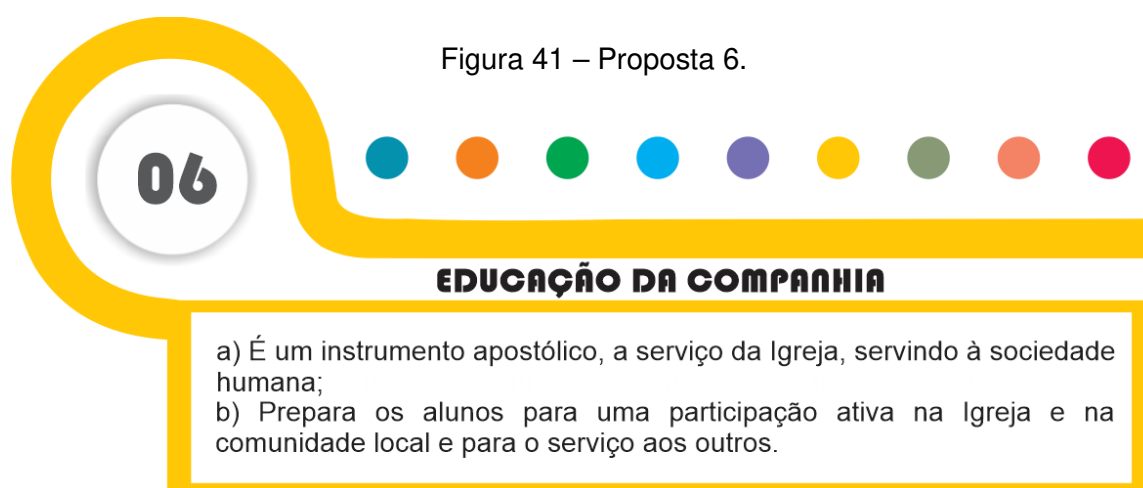 Figura 41 – Proposta 6.
06
EDUCAÇÃO DA COMPANHIA
a) É um instrumento apostólico, a serviço da Igreja, servindo à sociedade
humana;
b) Prepara os alunos para uma participação ativa na Igreja e na
comunidade local e para o serviço aos outros.